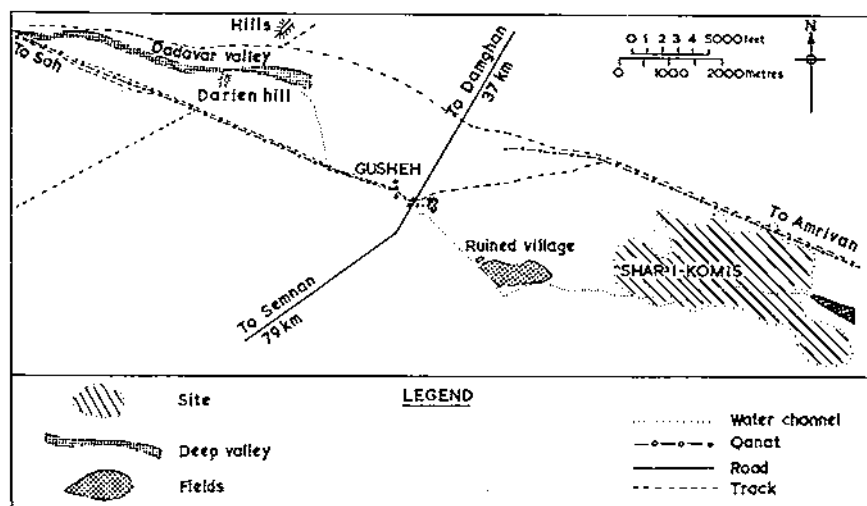 Hills
Dadavar valley
To Sah
Darien hill
To Damghan
37 km
0 1 2 3 4 5000 feet
0 1000 2000 metres
N
GUSHEH
To Amrivan
Ruined village
SHAR-I-KOMIS
To Semnan
79 km
LEGEND
Site
Deep valley
Fields
Water channel
Qanat
Road
Track